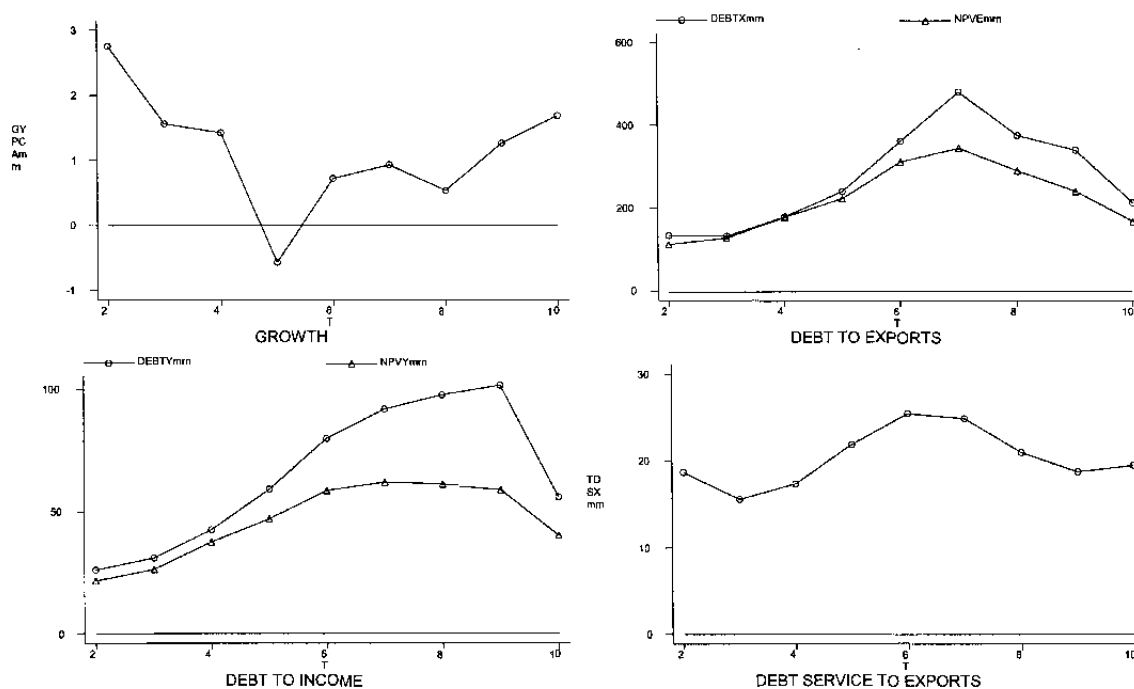 3
2
GY
PC
Am
m
1
0
-1
2 4 6 8 10
T
GROWTH
DEBTXmm NPVEmm
600
400
200
0
2 4 6 8 10
T
DEBT TO EXPORTS
DEBTYmm NPVYmm
100
50
0
2 4 6 8 10
T
DEBT TO INCOME
30
20
TD
SX
mm
10
0
2 4 6 8 10
T
DEBT SERVICE TO EXPORTS